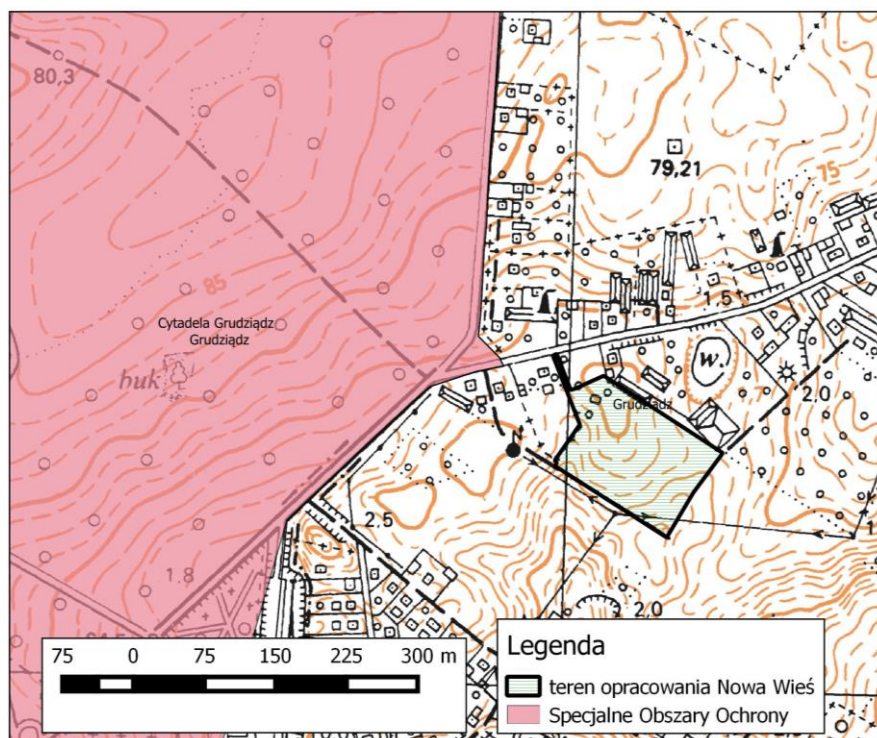 80,3
79,21
75
85
1.5
Cytadela Grudziądz
Grudziądz
buk
w.
2.0
Grudziądz
N
2.5
1.8
2.0
75 0 75 150 225 300 m
Legenda
teren opracowania Nowa Wieś
Specjalne Obszary Ochrony